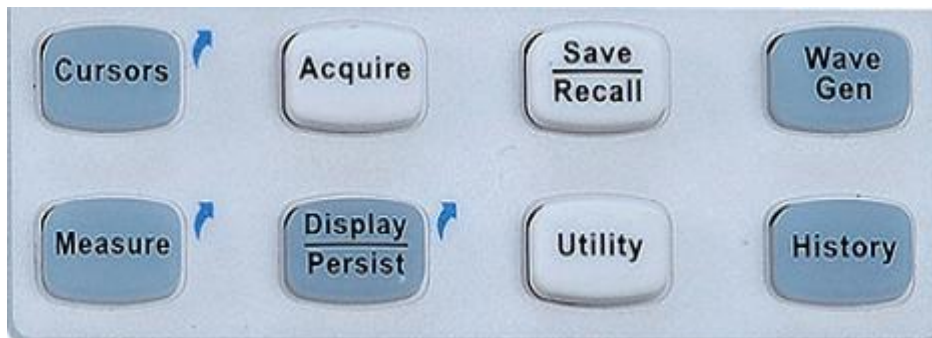 Cursors
Acquire
Save
Recall
Wave
Gen
Measure
Display
Persist
Utility
History